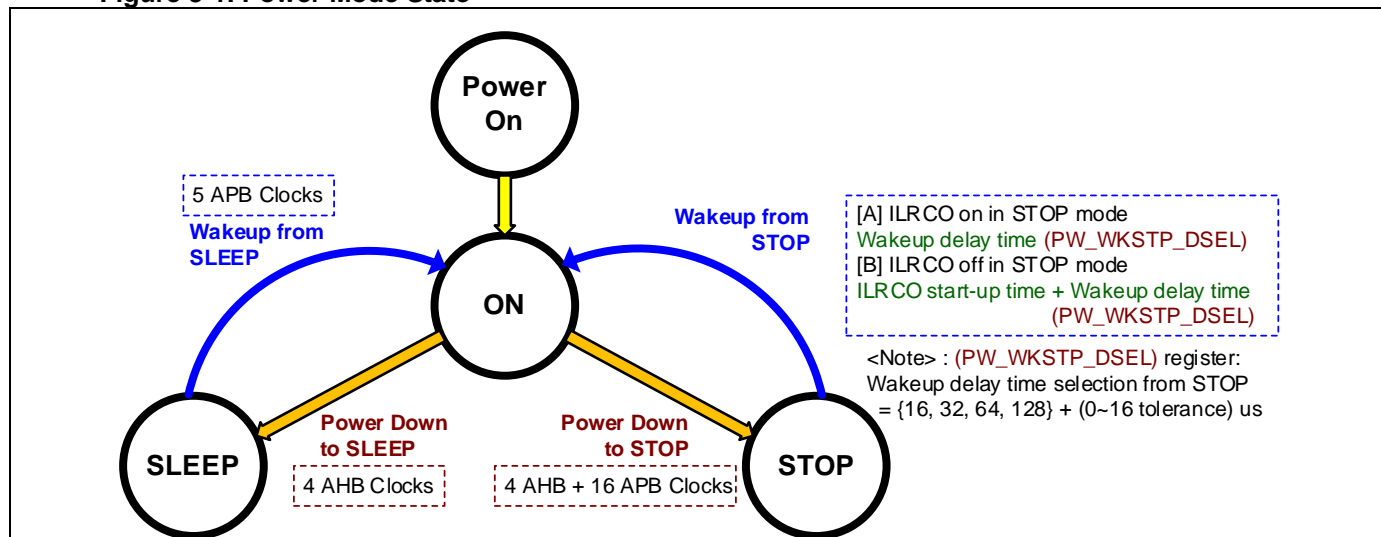 Power
On
5 APB Clocks
Wakeup from
SLEEP
Wakeup from
STOP
[A] ILRCO on in STOP mode
Wakeup delay time (PW_WKSTP_DSEL)
[B] ILRCO off in STOP mode
ILRCO start-up time + Wakeup delay time
(PW_WKSTP_DSEL)
ON
<Note> : (PW_WKSTP_DSEL) register:
Wakeup delay time selection from STOP
= {16, 32, 64, 128} + (0~16 tolerance) us
Power Down
to SLEEP
Power Down
to STOP
SLEEP
4 AHB Clocks
4 AHB + 16 APB Clocks
STOP